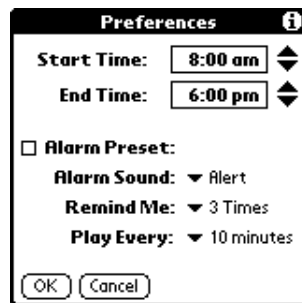 Preferences i
Start Time: 8:00 am
End Time: 6:00 pm
Alarm Preset:
Alarm Sound: Alert
Remind Me: 3 Times
Play Every: 10 minutes
OK Cancel